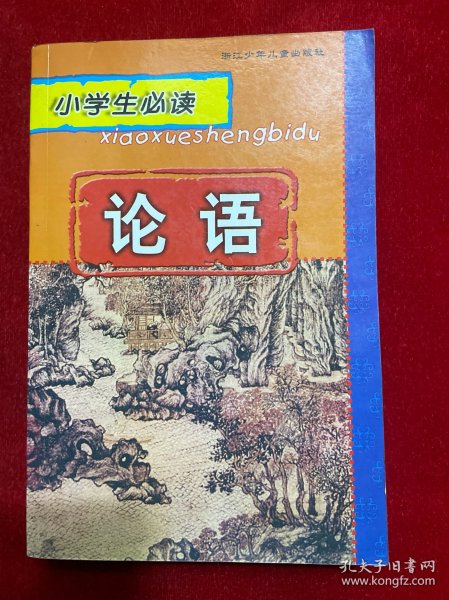 浙江少年儿童出版社
小学生必读
xiaoxueshengbidu
论语
孔夫子旧书网
www.kongfz.com